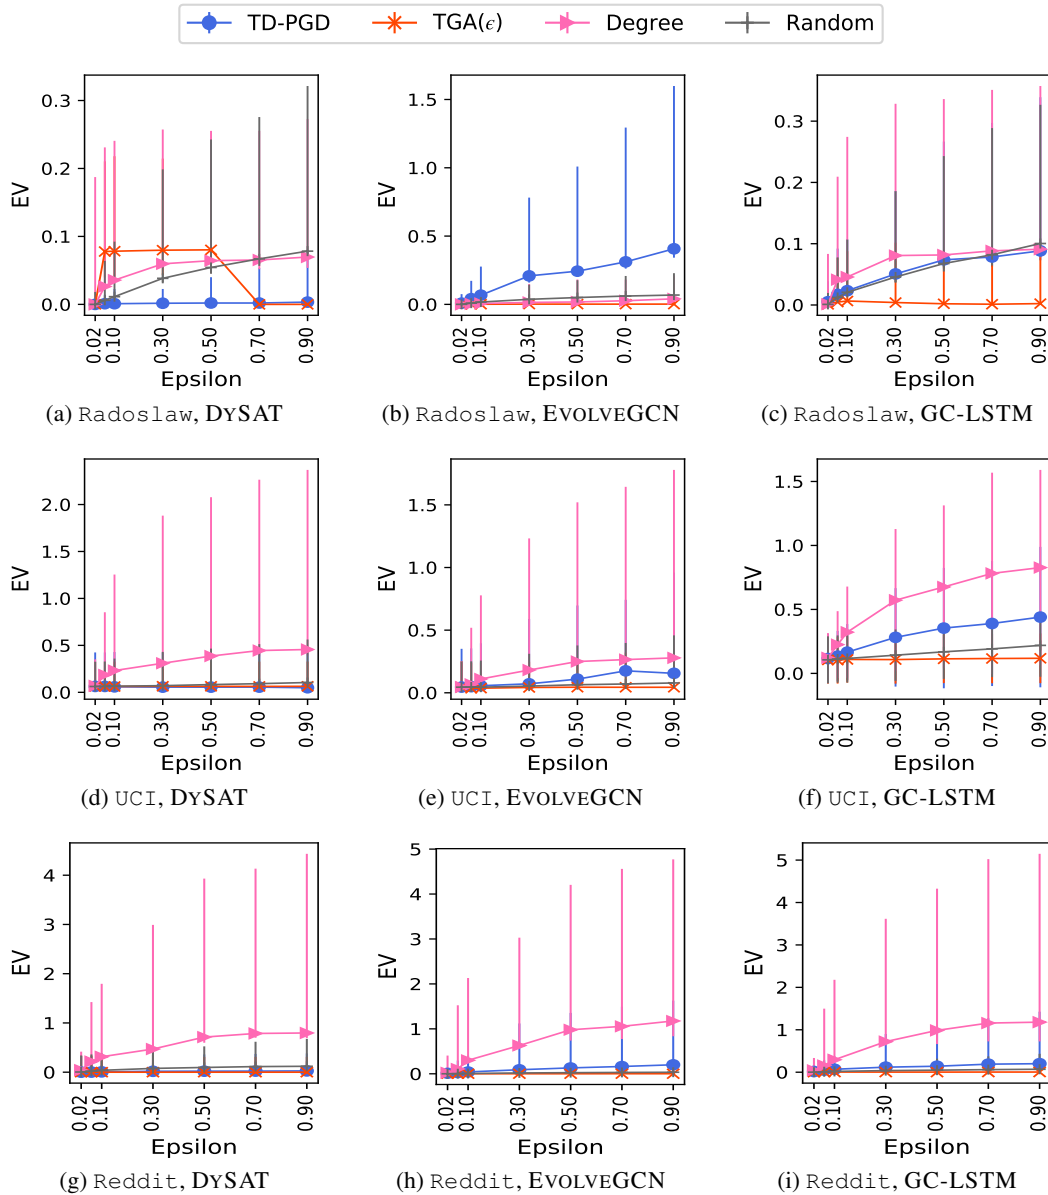 TD-PGD TGA(ϵ) Degree Random
0.3
0.2
0.1
0.0
EV
0.02 0.10 0.30 0.50 0.70 0.90
Epsilon
(a) Radoslaw, DYSAT
1.5
1.0
0.5
0.0
EV
0.02 0.10 0.30 0.50 0.70 0.90
Epsilon
(b) Radoslaw, EVOLVEGCN
0.3
0.2
0.1
0.0
EV
0.02 0.10 0.30 0.50 0.70 0.90
Epsilon
(c) Radoslaw, GC-LSTM
2.0
1.5
1.0
0.5
0.0
EV
0.02 0.10 0.30 0.50 0.70 0.90
Epsilon
(d) UCI, DYSAT
1.5
1.0
0.5
0.0
EV
0.02 0.10 0.30 0.50 0.70 0.90
Epsilon
(e) UCI, EVOLVEGCN
1.5
1.0
0.5
0.0
EV
0.02 0.10 0.30 0.50 0.70 0.90
Epsilon
(f) UCI, GC-LSTM
4
3
2
1
0
EV
0.02 0.10 0.30 0.50 0.70 0.90
Epsilon
(g) Reddit, DYSAT
5
4
3
2
1
0
EV
0.02 0.10 0.30 0.50 0.70 0.90
Epsilon
(h) Reddit, EVOLVEGCN
5
4
3
2
1
0
EV
0.02 0.10 0.30 0.50 0.70 0.90
Epsilon
(i) Reddit, GC-LSTM